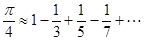 π/4 ≈ 1 − 1/3 + 1/5 − 1/7 + ⋯